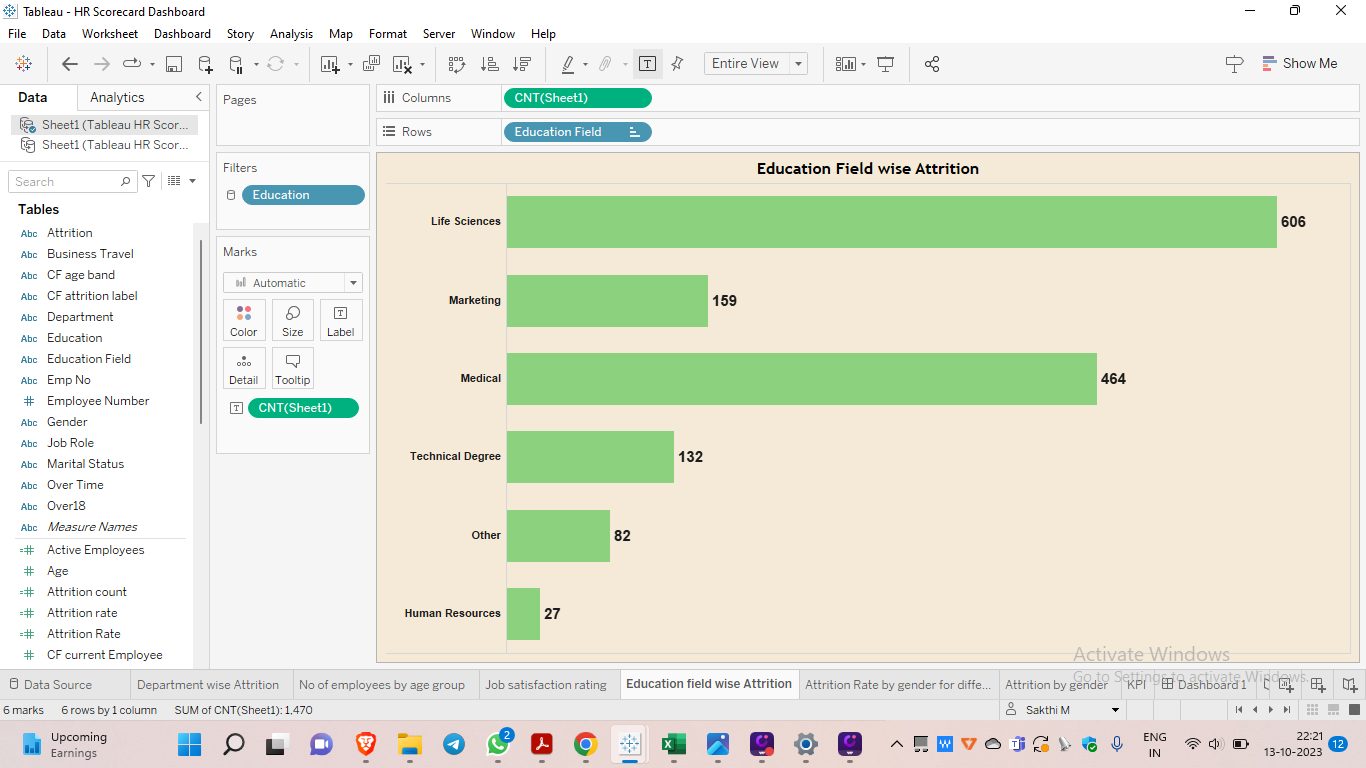 Tableau - HR Scorecard Dashboard
File Data Worksheet Dashboard Story Analysis Map Format Server Window Help
Entire View
Show Me
Data Analytics
Sheet1 (Tableau HR Scor...
Sheet1 (Tableau HR Scor...
Search
Tables
Abc Attrition
Abc Business Travel
Abc CF age band
Abc CF attrition label
Abc Department
Abc Education
Abc Education Field
Abc Emp No
# Employee Number
Abc Gender
Abc Job Role
Abc Marital Status
Abc Over Time
Abc Over18
Abc Measure Names
=# Active Employees
# Age
=# Attrition count
=# Attrition rate
=# Attrition Rate
# CF current Employee
Pages
Filters
Education
Marks
Automatic
Color Size Label
Detail Tooltip
T CNT(Sheet1)
Columns CNT(Sheet1)
Rows Education Field
Education Field wise Attrition
Life Sciences 606
Marketing 159
Medical 464
Technical Degree 132
Other 82
Human Resources 27
Activate Windows
Go to Settings to activate Windows.
Data Source Department wise Attrition No of employees by age group Job satisfaction rating Education field wise Attrition Attrition Rate by gender for diffe... Attrition by gender KPI Dashboard 1
6 marks 6 rows by 1 column SUM of CNT(Sheet1): 1,470 Sakthi M
Upcoming
Earnings
2
ENG
IN
22:21
13-10-2023
12